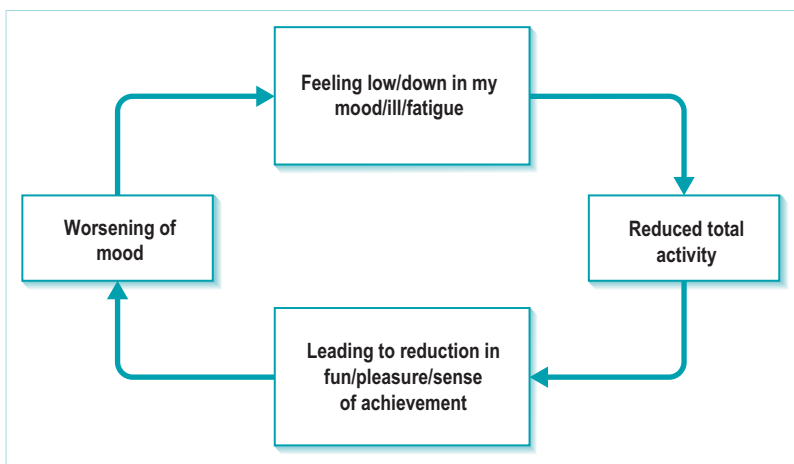 Feeling low/down in my
mood/ill/fatigue
Reduced total
activity
Leading to reduction in
fun/pleasure/sense
of achievement
Worsening of
mood